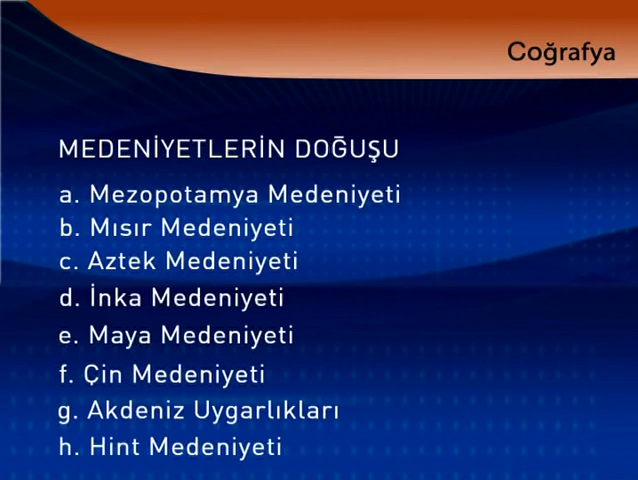 Coğrafya
MEDENİYETLERİN DOĞUŞU
a. Mezopotamya Medeniyeti
b. Mısır Medeniyeti
c. Aztek Medeniyeti
d. İnka Medeniyeti
e. Maya Medeniyeti
f. Çin Medeniyeti
g. Akdeniz Uygarlıkları
h. Hint Medeniyeti